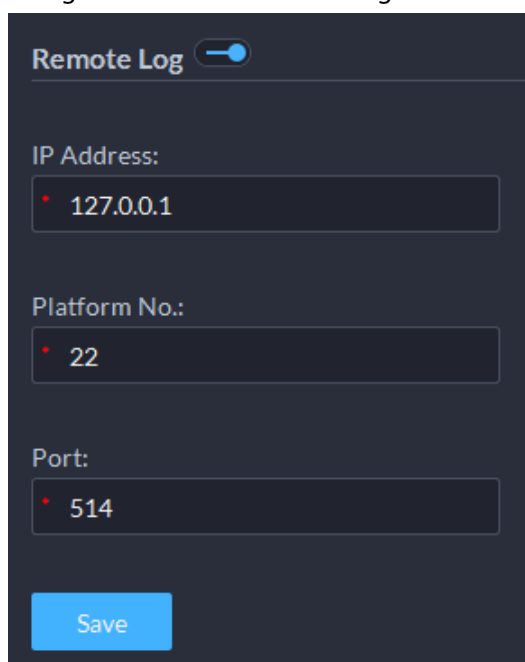 Remote Log
IP Address:
* 127.0.0.1
Platform No.:
* 22
Port:
* 514
Save